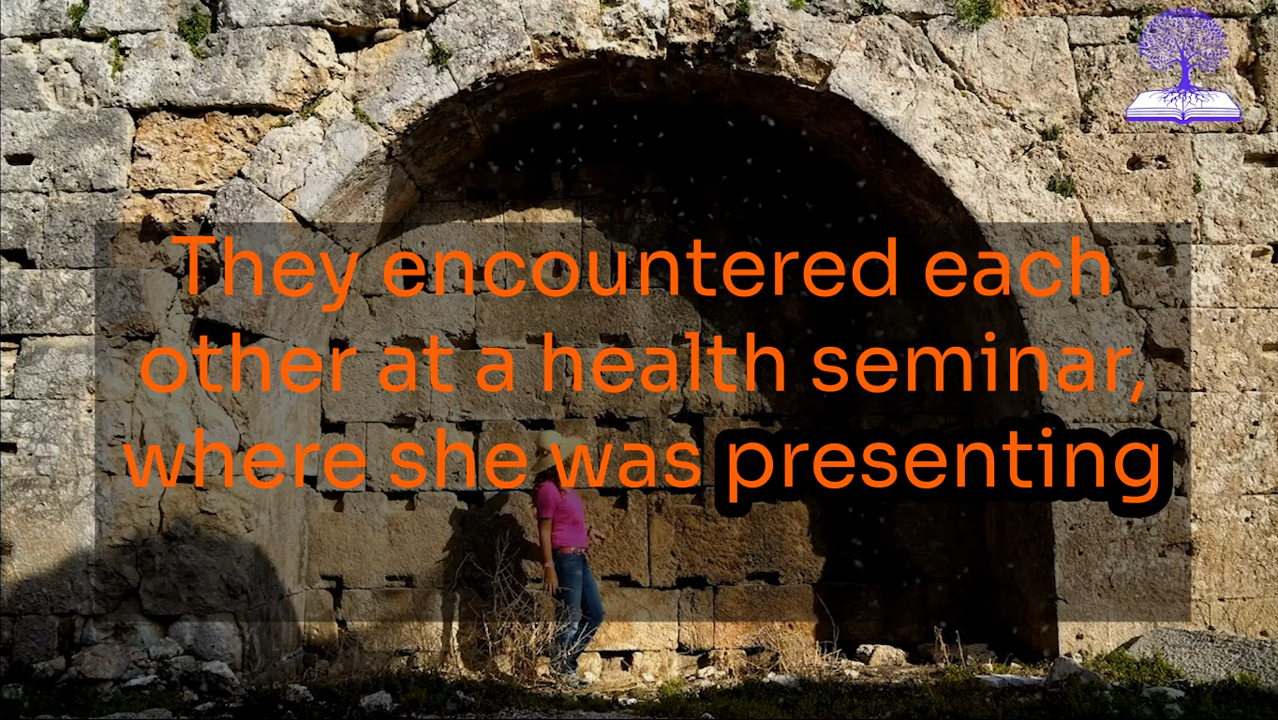 They encountered each
other at a health seminar,
where she was presenting